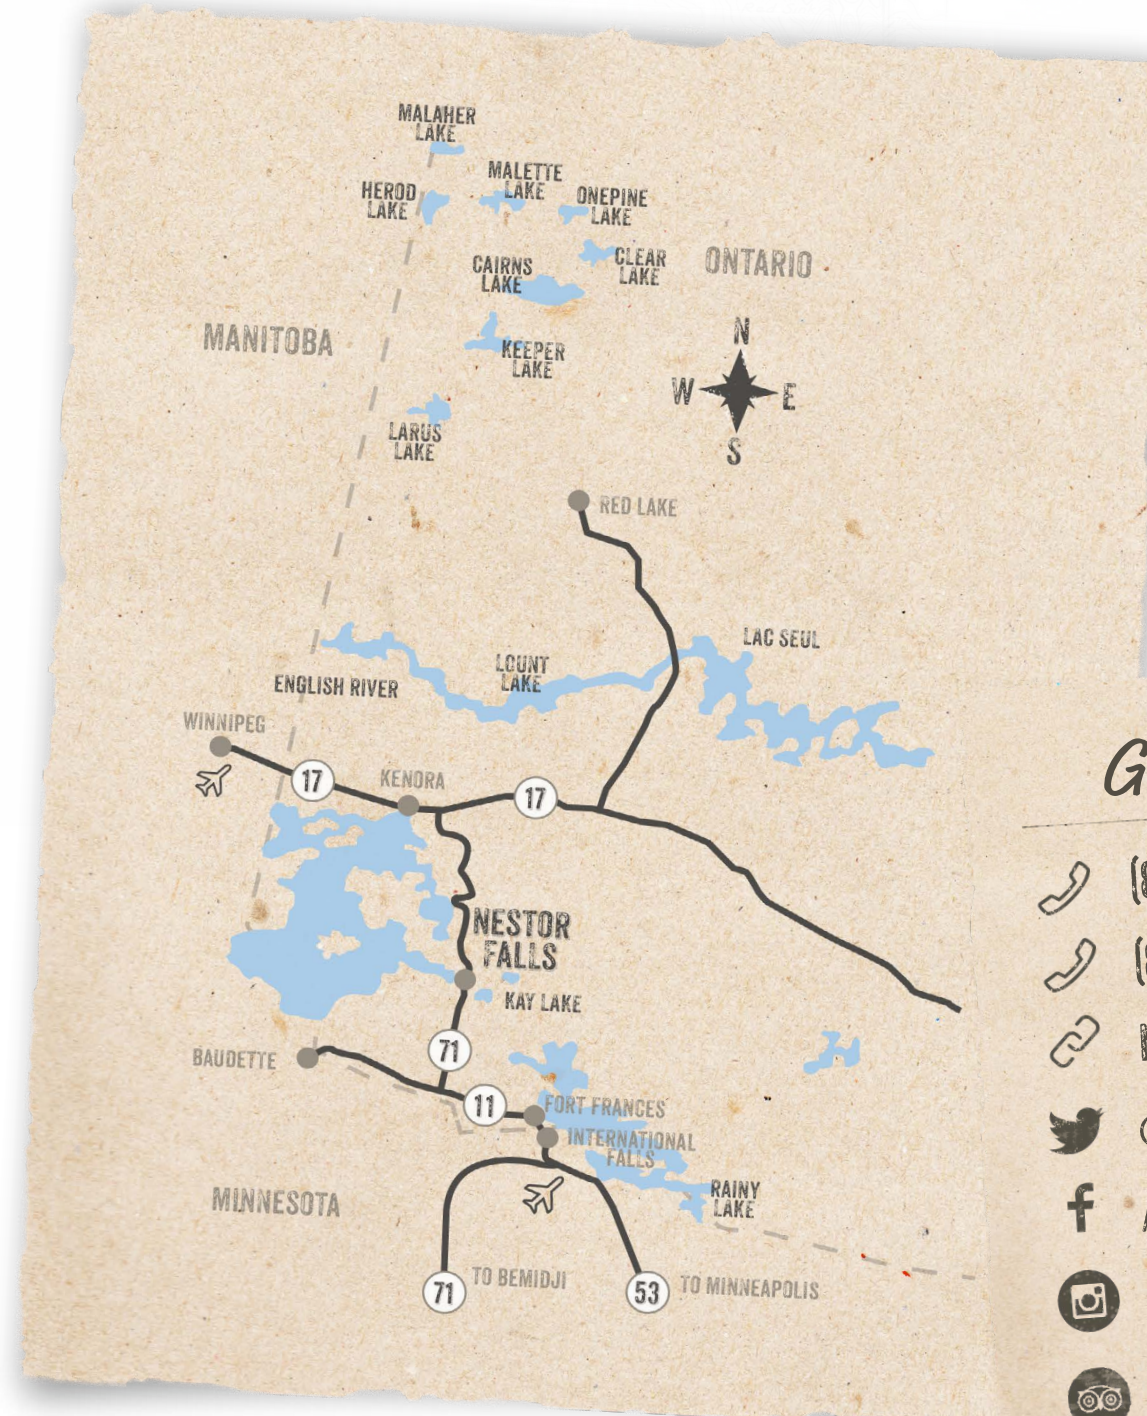 MALAHER
LAKE
MALETTE
LAKE
HEROD
LAKE
ONEPINE
LAKE
CLEAR
LAKE
ONTARIO
CAIRNS
LAKE
MANITOBA
N
KEEPER
LAKE
W
E
LARUS
LAKE
S
RED LAKE
LAC SEUL
LOUNT
LAKE
ENGLISH RIVER
WINNIPEG
17
KENORA
17
NESTOR
FALLS
KAY LAKE
71
BAUDETTE
11
FORT FRANCES
INTERNATIONAL
FALLS
RAINY
LAKE
MINNESOTA
71
TO BEMIDJI
53
TO MINNEAPOLIS